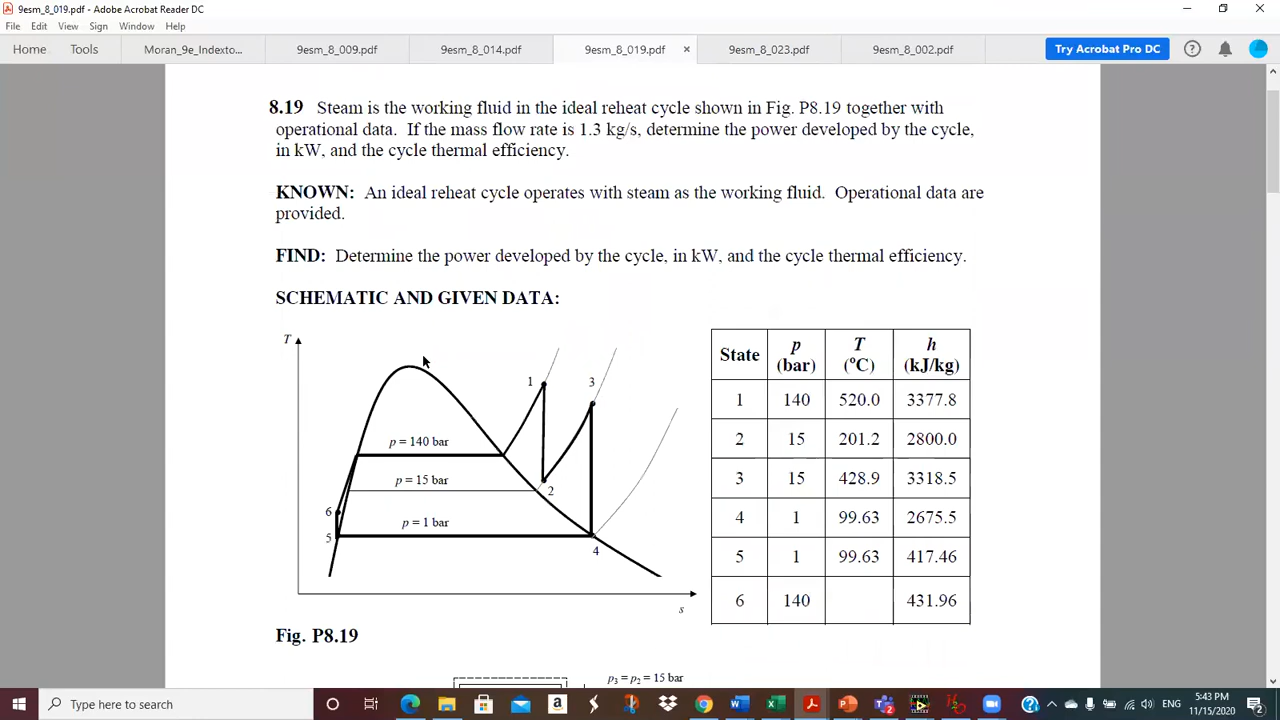 9esm_8_019.pdf - Adobe Acrobat Reader DC
File Edit View Sign Window Help
Home Tools Moran_9e_Indexto... 9esm_8_009.pdf 9esm_8_014.pdf 9esm_8_019.pdf × 9esm_8_023.pdf 9esm_8_002.pdf Try Acrobat Pro DC
8.19 Steam is the working fluid in the ideal reheat cycle shown in Fig. P8.19 together with
operational data. If the mass flow rate is 1.3 kg/s, determine the power developed by the cycle,
in kW, and the cycle thermal efficiency.
KNOWN: An ideal reheat cycle operates with steam as the working fluid. Operational data are
provided.
FIND: Determine the power developed by the cycle, in kW, and the cycle thermal efficiency.
SCHEMATIC AND GIVEN DATA:
T
1
3
p = 140 bar
p = 15 bar
2
6
p = 1 bar
5
4
s
State p (bar) T (ºC) h (kJ/kg)
1 140 520.0 3377.8
2 15 201.2 2800.0
3 15 428.9 3318.5
4 1 99.63 2675.5
5 1 99.63 417.46
6 140 431.96
Fig. P8.19
p3 = p2 = 15 bar
Type here to search
ENG
5:43 PM
11/15/2020